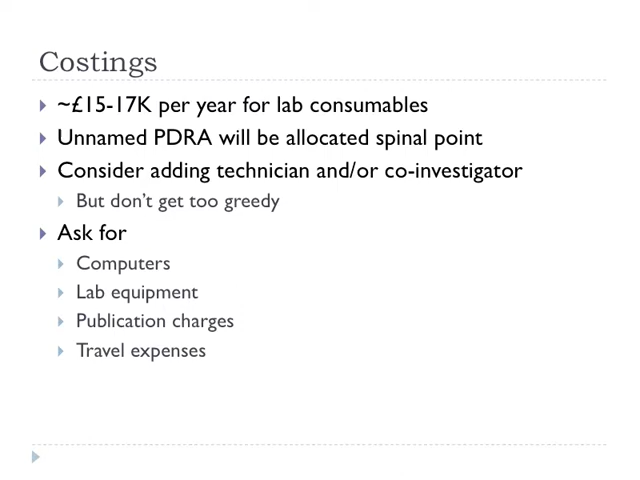 Costings
~£15-17K per year for lab consumables
Unnamed PDRA will be allocated spinal point
Consider adding technician and/or co-investigator
But don't get too greedy
Ask for
Computers
Lab equipment
Publication charges
Travel expenses